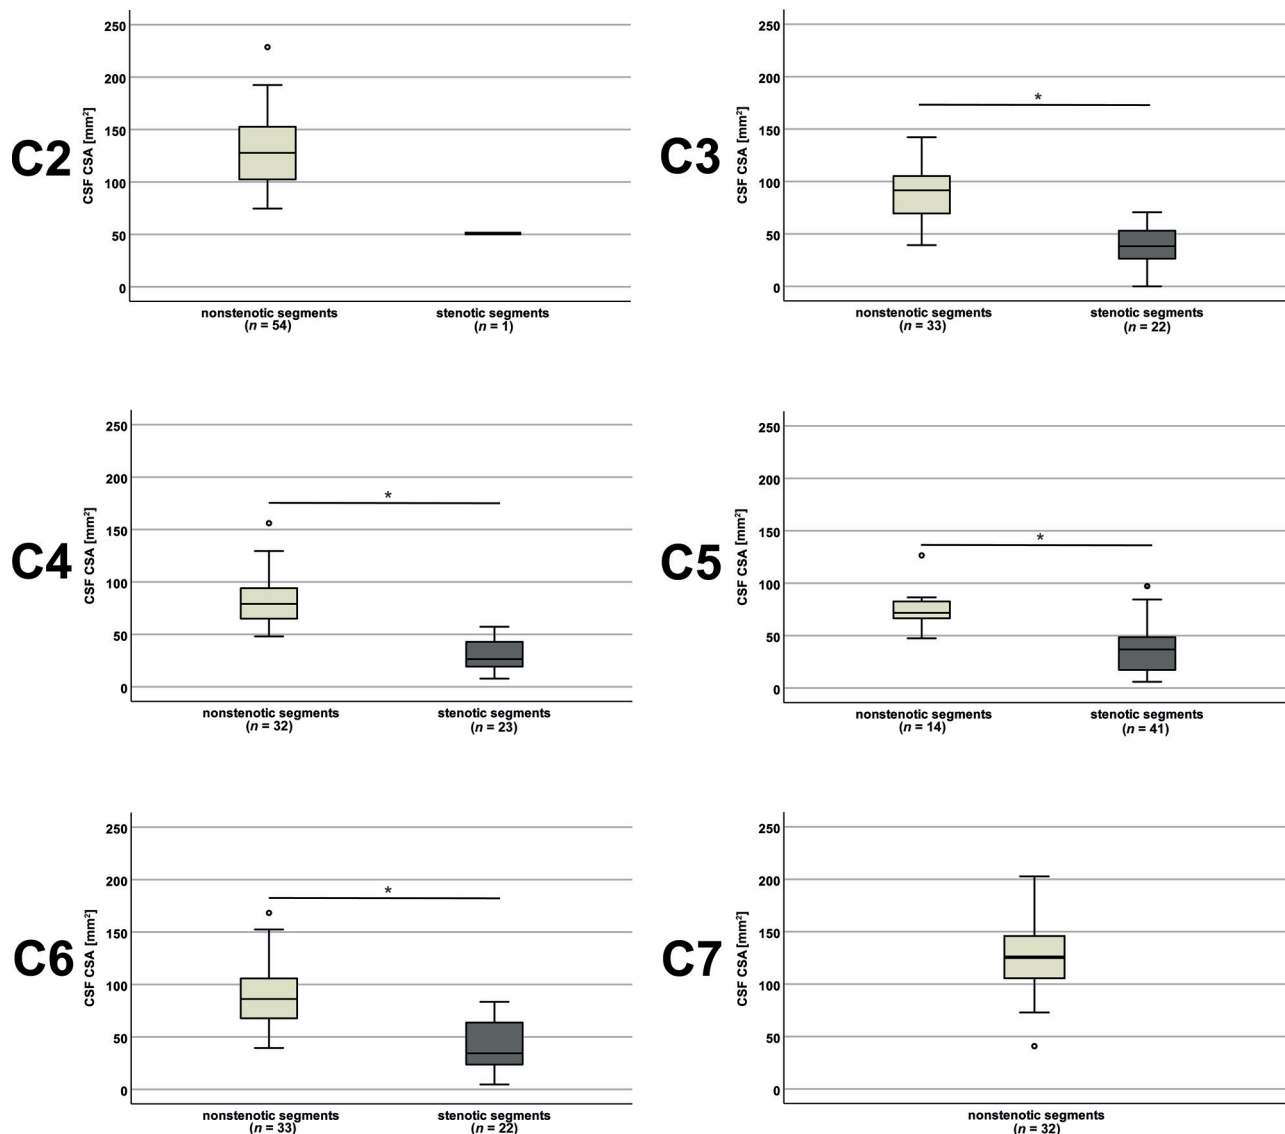 C2
CSF CSA [mm²]
250
200
150
100
50
0
nonstenotic segments
(n = 54)
stenotic segments
(n = 1)
C3
CSF CSA [mm²]
250
200
150
100
50
0
*
nonstenotic segments
(n = 33)
stenotic segments
(n = 22)
C4
CSF CSA [mm²]
250
200
150
100
50
0
*
nonstenotic segments
(n = 32)
stenotic segments
(n = 23)
C5
CSF CSA [mm²]
250
200
150
100
50
0
*
nonstenotic segments
(n = 14)
stenotic segments
(n = 41)
C6
CSF CSA [mm²]
250
200
150
100
50
0
*
nonstenotic segments
(n = 33)
stenotic segments
(n = 22)
C7
CSF CSA [mm²]
250
200
150
100
50
0
nonstenotic segments
(n = 32)